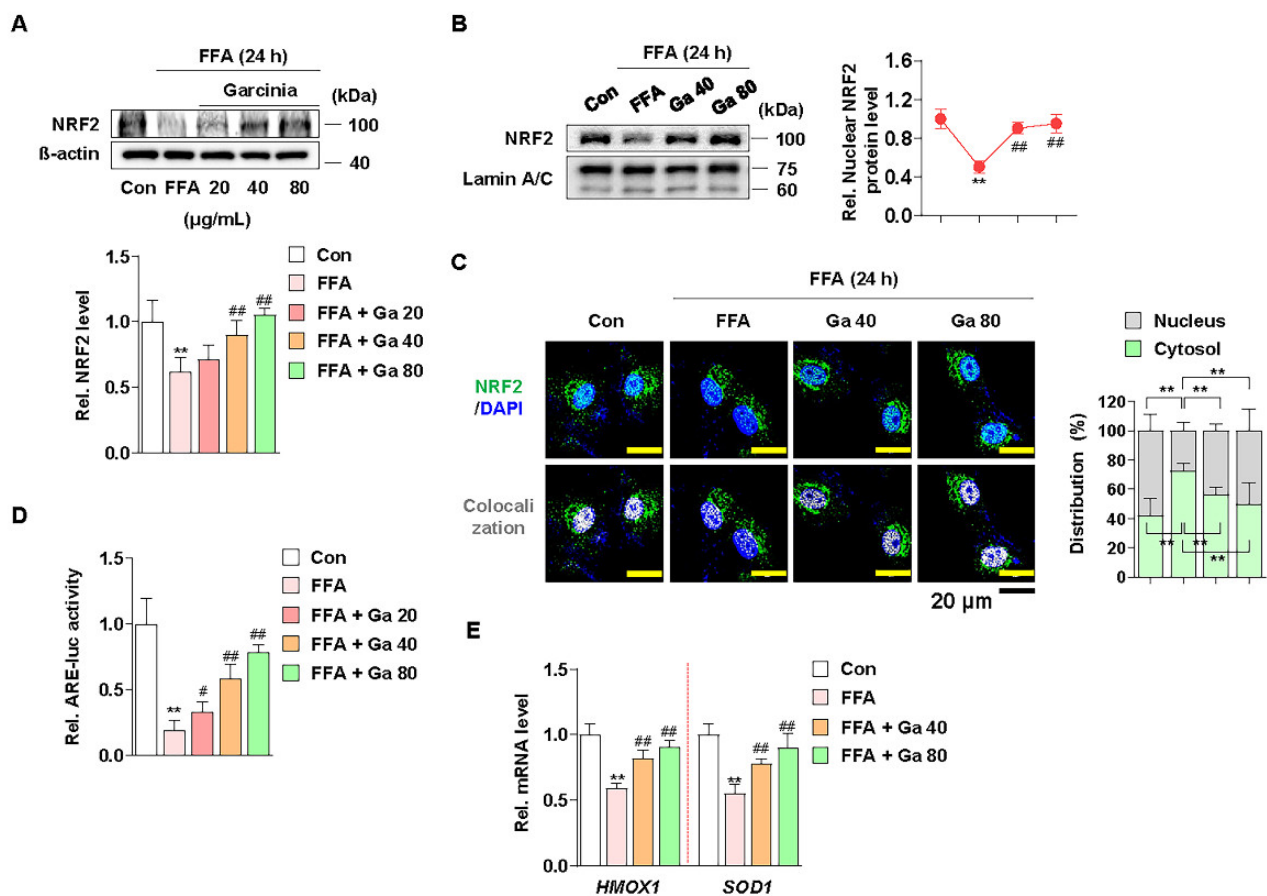 A
FFA (24 h)
Garcinia
(kDa)
NRF2
100
ß-actin
40
Con FFA 20 40 80
(µg/mL)
Rel. NRF2 level
1.5
1.0
0.5
0.0
**
##
##
Con
FFA
FFA + Ga 20
FFA + Ga 40
FFA + Ga 80
B
FFA (24 h)
Con FFA Ga 40 Ga 80
(kDa)
NRF2
100
Lamin A/C
75
60
Rel. Nuclear NRF2
protein level
1.6
1.2
0.8
0.4
0.0
**
##
##
C
FFA (24 h)
Con FFA Ga 40 Ga 80
NRF2
/DAPI
Colocali
zation
20 µm
Nucleus
Cytosol
Distribution (%)
120
100
80
60
40
20
0
**
** **
** **
**
D
Rel. ARE-luc activity
1.5
1.0
0.5
0.0
**
#
##
##
Con
FFA
FFA + Ga 20
FFA + Ga 40
FFA + Ga 80
E
Rel. mRNA level
1.5
1.0
0.5
0.0
**
##
##
**
##
##
HMOX1 SOD1
Con
FFA
FFA + Ga 40
FFA + Ga 80